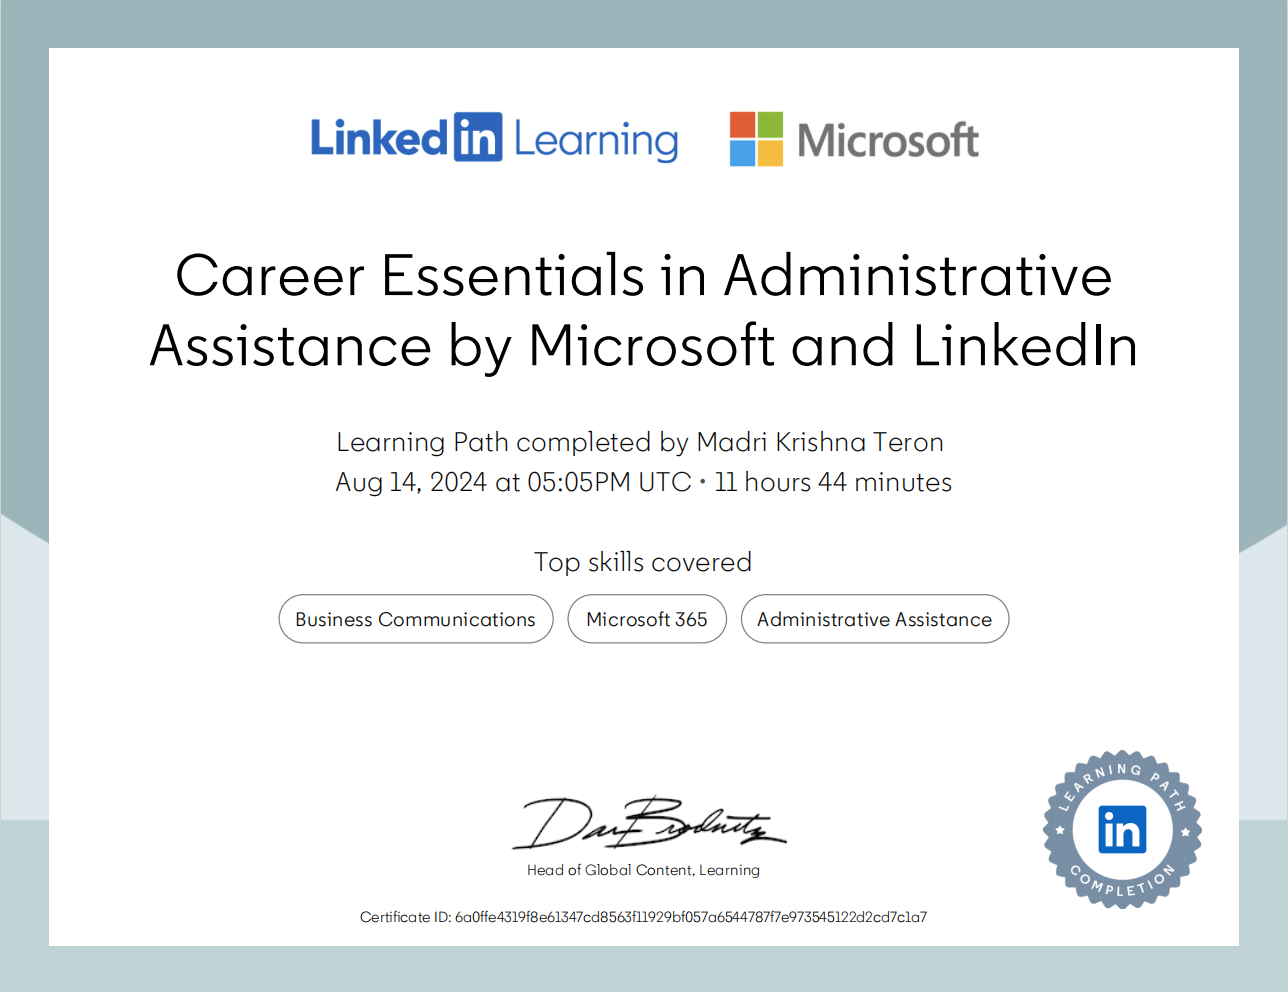 LinkedIn Learning Microsoft
Career Essentials in Administrative
Assistance by Microsoft and LinkedIn
Learning Path completed by Madri Krishna Teron
Aug 14, 2024 at 05:05PM UTC • 11 hours 44 minutes
Top skills covered
Business Communications Microsoft 365 Administrative Assistance
Dan Brodnitz
Head of Global Content, Learning
Certificate ID: 6a0ffe4319f8e61347cd8563f11929bf057a6544787f7e973545122d2cd7c1a7
LEARNING PATH
in
COMPLETION